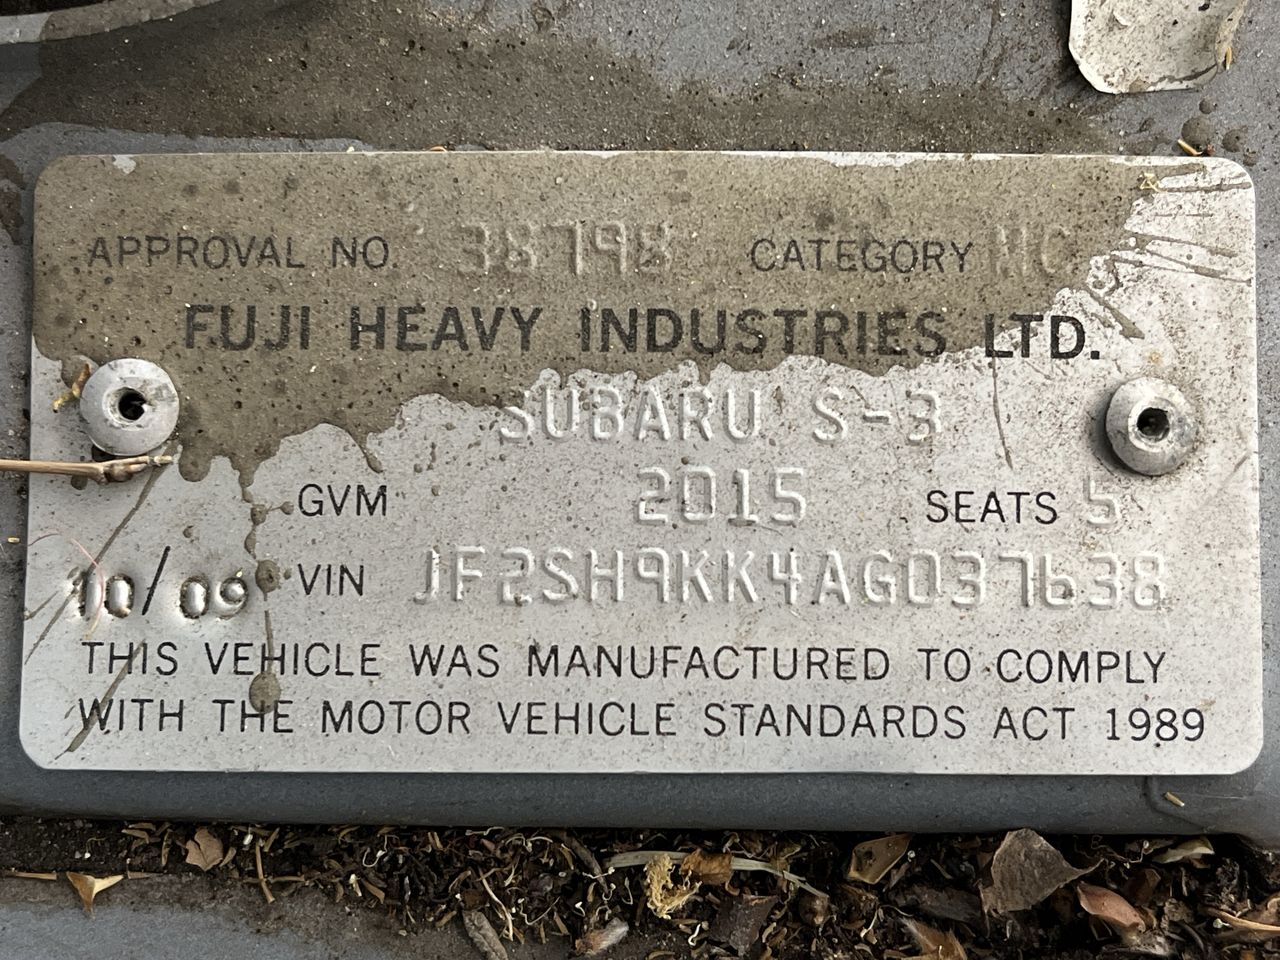 APPROVAL NO. 38798 CATEGORY MC
FUJI HEAVY INDUSTRIES LTD.
SUBARU S-3
GVM 2015 SEATS 5
10/09 VIN JF2SH9KK4AG037638
THIS VEHICLE WAS MANUFACTURED TO COMPLY
WITH THE MOTOR VEHICLE STANDARDS ACT 1989